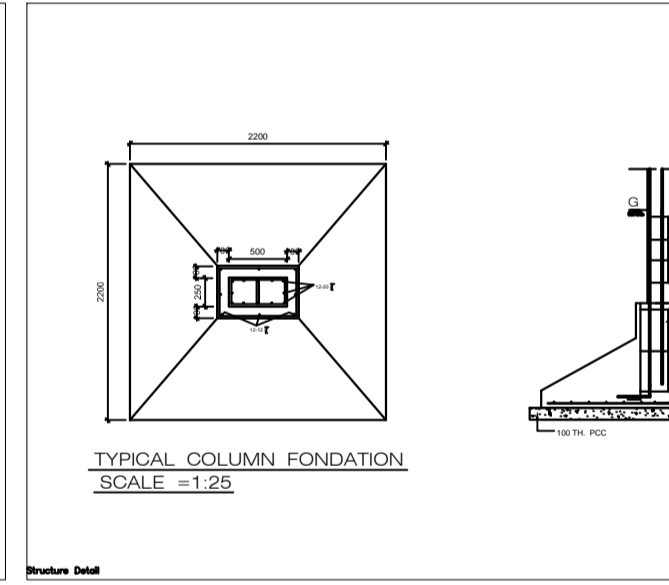 2200
2200
500
250
12-20
12-12
G
100 TH. PCC
TYPICAL COLUMN FONDATION
SCALE =1:25
Structure Detail